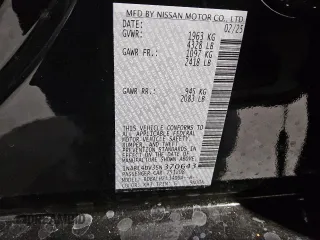 MFD BY NISSAN MOTOR CO., LTD.
DATE: 02/25
GVWR: 1963 KG
4328 LB
GAWR FR: 1097 KG
2418 LB
GAWR RR: 945 KG
2083 LB
THIS VEHICLE CONFORMS TO ALL
APPLICABLE FEDERAL MOTOR
VEHICLE SAFETY STANDARDS,
BUMPER, AND THEFT
PREVENTION STANDARDS IN
EFFECT ON THE DATE OF
MANUFACTURE SHOWN ABOVE.
PASSENGER CAR